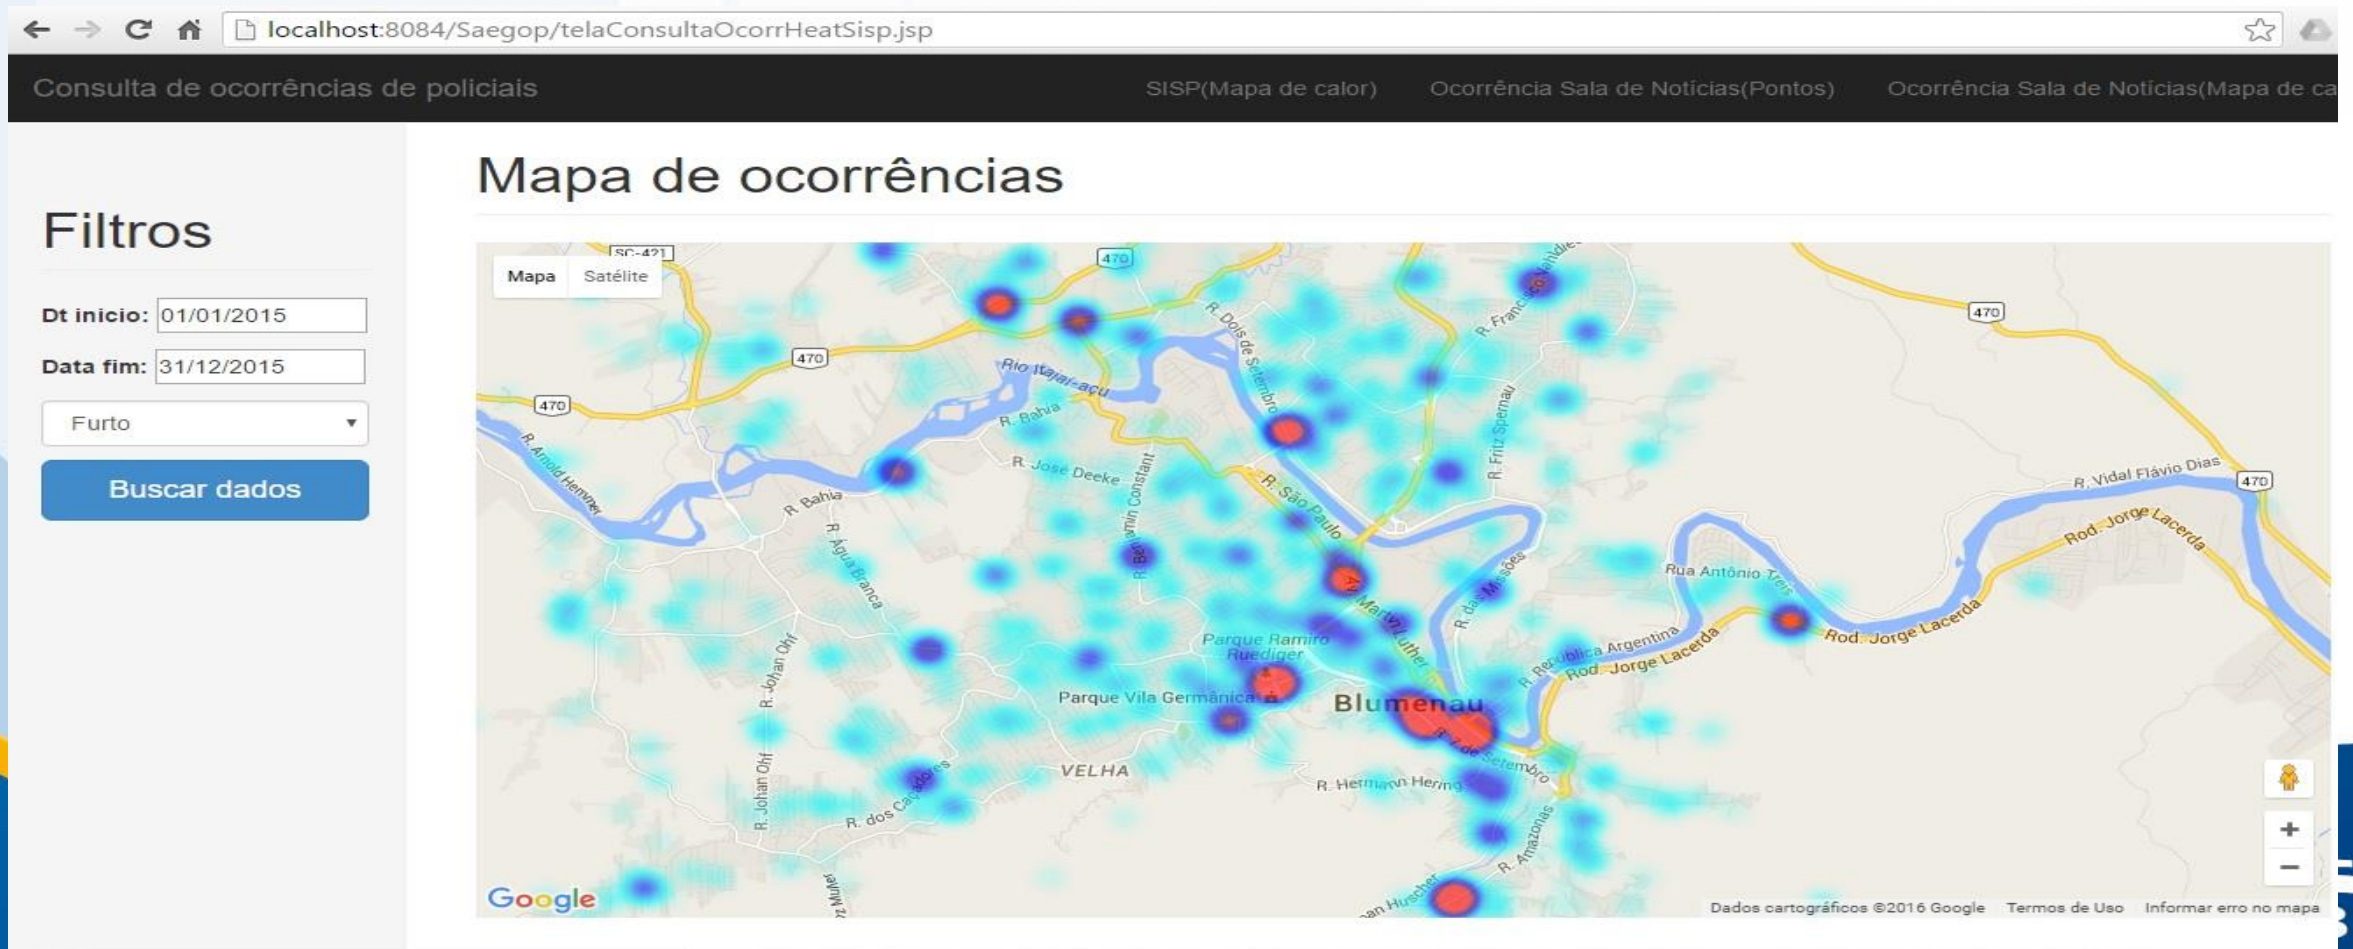 localhost:8084/Saegop/telaConsultaOcorrHeatSisp.jsp
Consulta de ocorrências de policiais
SISP(Mapa de calor)
Ocorrência Sala de Notícias(Pontos)
Ocorrência Sala de Notícias(Mapa de ca
Filtros
Dt inicio: 01/01/2015
Data fim: 31/12/2015
Furto
Buscar dados
Mapa de ocorrências
Mapa
Satélite
SC-421
470
470
470
470
470
R. Dois de Setembro
R. Fritz Spernau
Rio Itajaí-açu
R. Bahia
R. José Deeke
R. São Paulo
R. Arnold Hemmer
R. Bahia
R. Benjamin Constant
R. Água Branca
R. Vidal Flávio Dias
Rod. Jorge Lacerda
R. das Missões
Rua Antônio Treis
Rod. Jorge Lacerda
R. República Argentina
Rod. Jorge Lacerda
Parque Ramiro
Ruediger
Parque Vila Germânica
Blumenau
R. Johan Ohf
R. Johan Ohf
VELHA
R. 7 de Setembro
R. Hermann Hering
R. dos Caçadores
R. Amazonas
Google
Dados cartográficos ©2016 Google
Termos de Uso
Informar erro no mapa